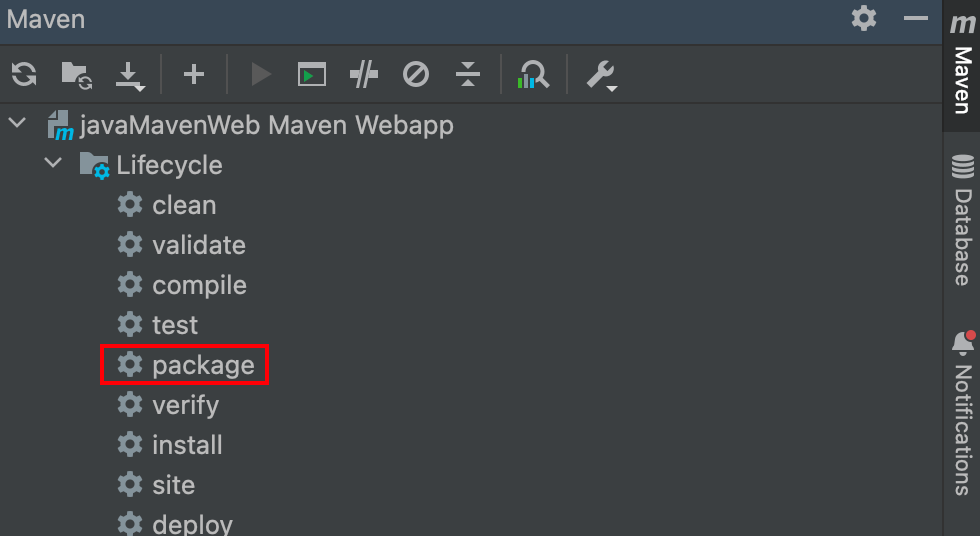 Maven
javaMavenWeb Maven Webapp
Lifecycle
clean
validate
compile
test
package
verify
install
site
deploy
m
Maven
Database
Notifications